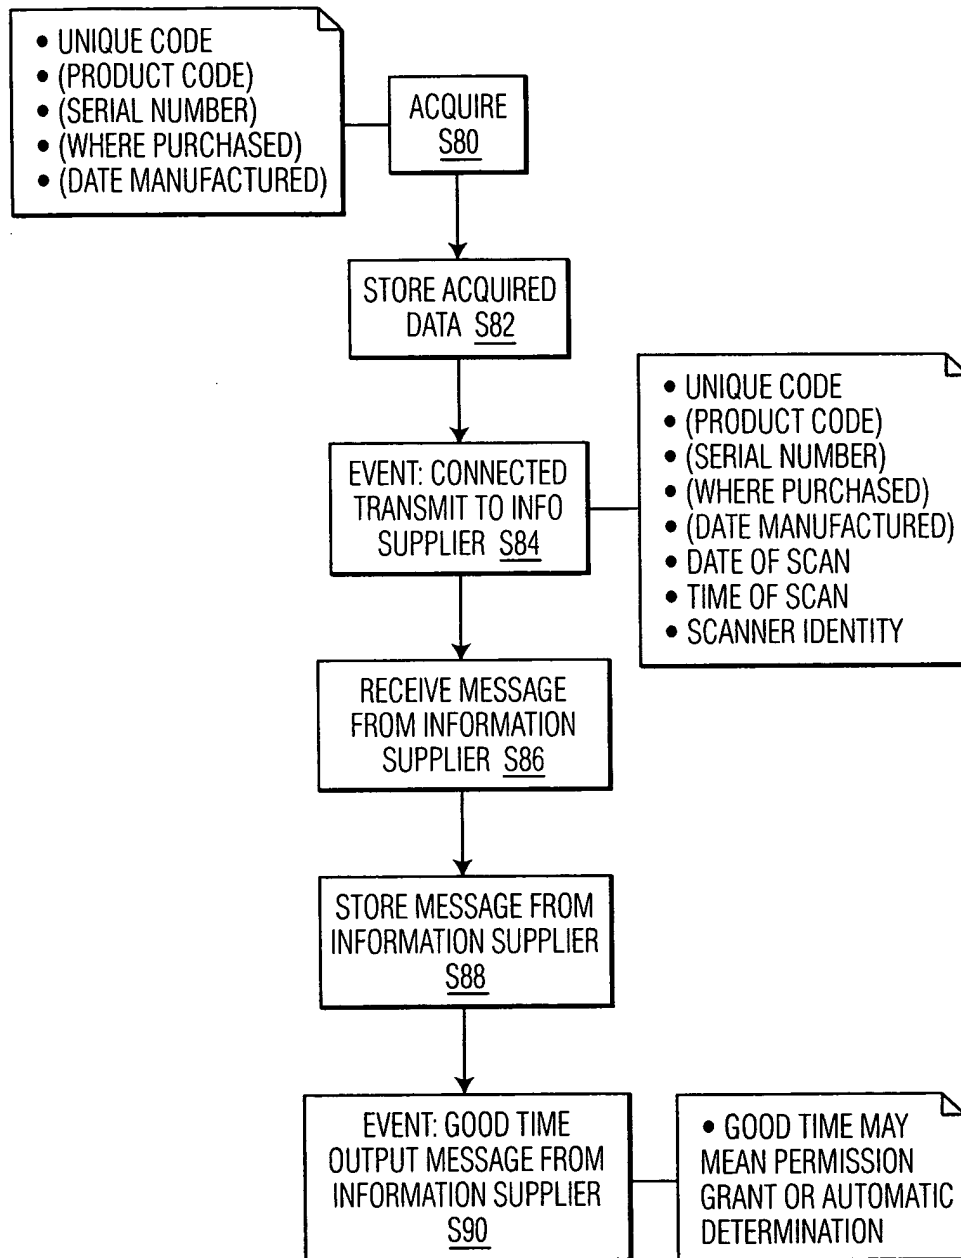 • UNIQUE CODE
• (PRODUCT CODE)
• (SERIAL NUMBER)
• (WHERE PURCHASED)
• (DATE MANUFACTURED)
ACQUIRE
S80
STORE ACQUIRED
DATA S82
EVENT: CONNECTED
TRANSMIT TO INFO
SUPPLIER S84
• UNIQUE CODE
• (PRODUCT CODE)
• (SERIAL NUMBER)
• (WHERE PURCHASED)
• (DATE MANUFACTURED)
• DATE OF SCAN
• TIME OF SCAN
• SCANNER IDENTITY
RECEIVE MESSAGE
FROM INFORMATION
SUPPLIER S86
STORE MESSAGE FROM
INFORMATION SUPPLIER
S88
EVENT: GOOD TIME
OUTPUT MESSAGE FROM
INFORMATION SUPPLIER
S90
• GOOD TIME MAY
MEAN PERMISSION
GRANT OR AUTOMATIC
DETERMINATION